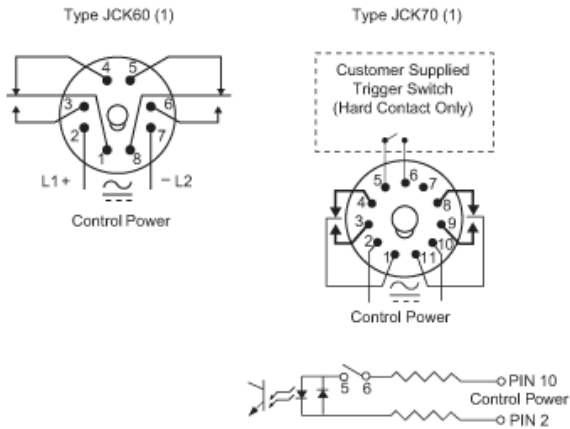 Type JCK60 (1)
4 5
3 6
2 7
1 8
L1+ − L2
Control Power
Type JCK70 (1)
Customer Supplied
Trigger Switch
(Hard Contact Only)
5 6 7
4 8
3 9
2 10
1 11
Control Power
5 6
PIN 10
Control Power
PIN 2